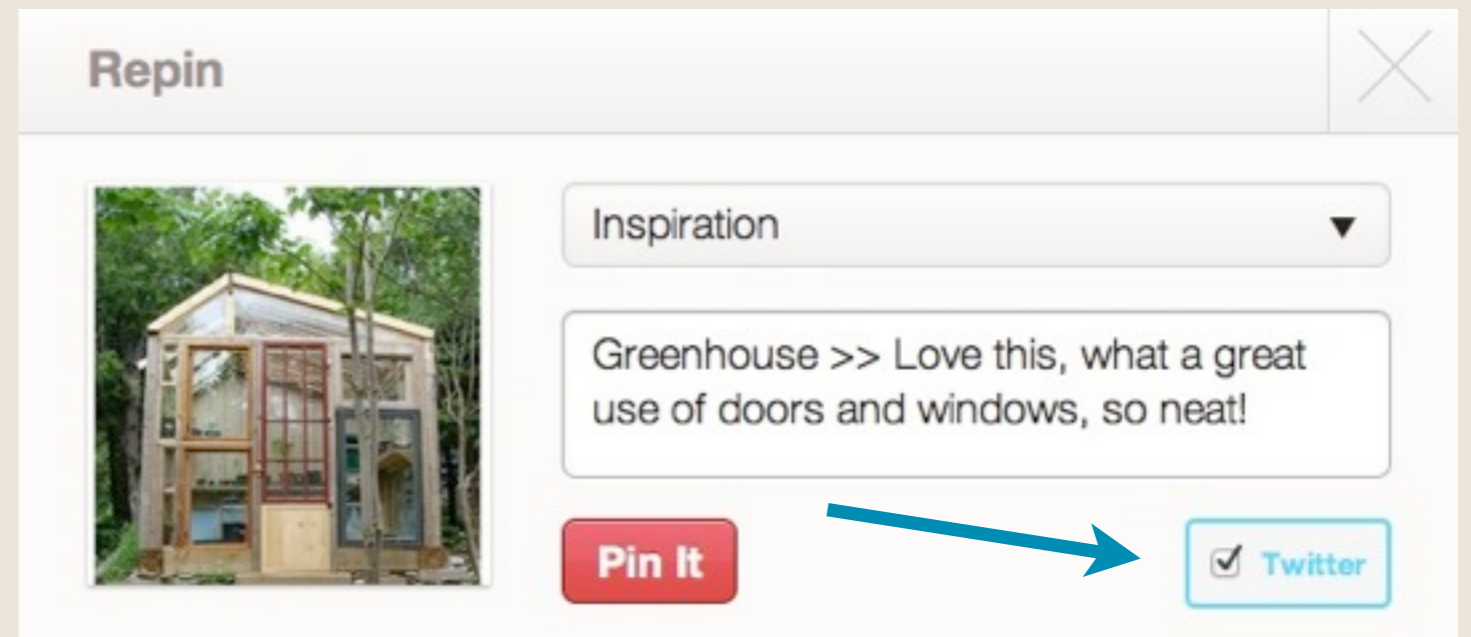 Repin
Inspiration
Greenhouse >> Love this, what a great
use of doors and windows, so neat!
Pin It
Twitter